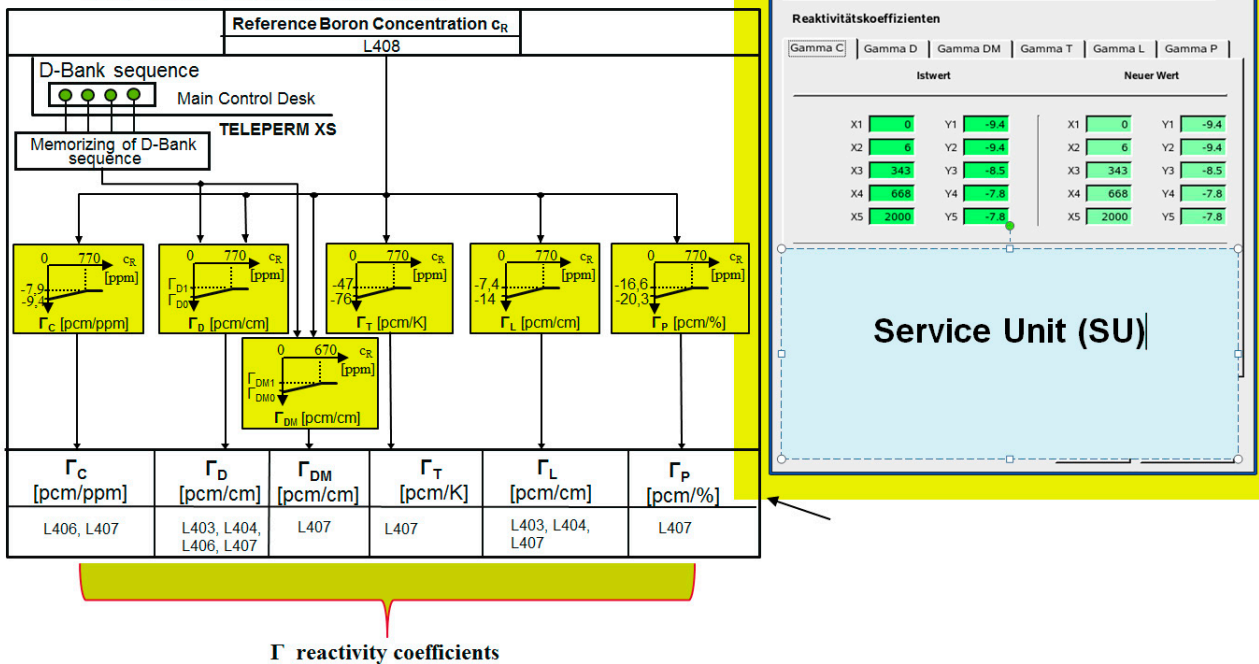 Reference Boron Concentration cR
L408
D-Bank sequence
Main Control Desk
TELEPERM XS
Memorizing of D-Bank
sequence
0 770 cR
[ppm]
-7,9
-9,4
ΓC [pcm/ppm]
0 770 cR
[ppm]
ΓD1
ΓD0
ΓD [pcm/cm]
0 770 cR
[ppm]
-47
-76
ΓT [pcm/K]
0 770 cR
[ppm]
-7,4
-14
ΓL [pcm/cm]
0 770 cR
[ppm]
-16,6
-20,3
ΓP [pcm/%]
0 670 cR
[ppm]
ΓDM1
ΓDM0
ΓDM [pcm/cm]
ΓC ΓD ΓDM ΓT ΓL ΓP
[pcm/ppm] [pcm/cm] [pcm/cm] [pcm/K] [pcm/cm] [pcm/%]
L406, L407 L403, L404, L407 L407 L403, L404, L407
L406, L407 L407
Γ reactivity coefficients
Reaktivitätskoeffizienten
Gamma C Gamma D Gamma DM Gamma T Gamma L Gamma P
Istwert Neuer Wert
X1 0 Y1 -9.4 X1 0 Y1 -9.4
X2 6 Y2 -9.4 X2 6 Y2 -9.4
X3 343 Y3 -8.5 X3 343 Y3 -8.5
X4 668 Y4 -7.8 X4 668 Y4 -7.8
X5 2000 Y5 -7.8 X5 2000 Y5 -7.8
Service Unit (SU)